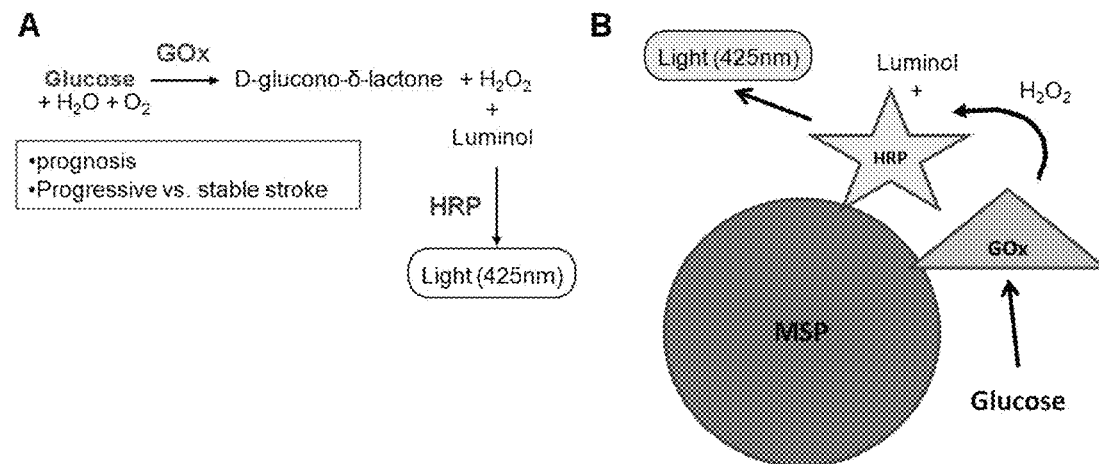 A
GOx
Glucose
D-glucono-δ-lactone + H₂O₂
+ H₂O + O₂
+
Luminol
•prognosis
•Progressive vs. stable stroke
HRP
Light (425nm)
B
Light (425nm)
Luminol
+
H₂O₂
HRP
GOx
MSP
Glucose